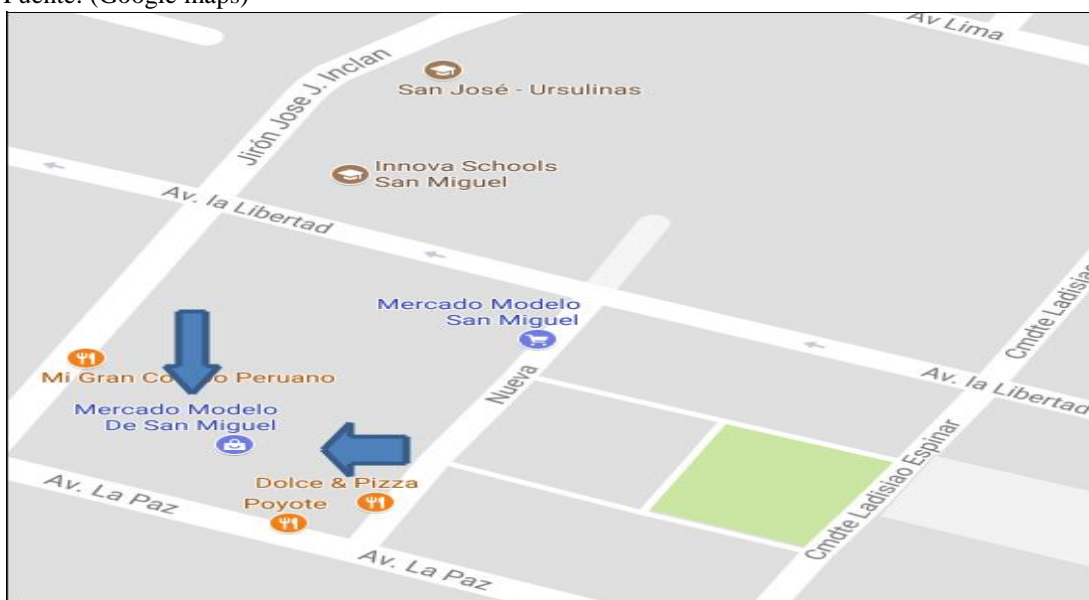 Fuente: (Google maps)
Av Lima
Jirón Jose J. Inclan
San José - Ursulinas
Innova Schools
San Miguel
Av. la Libertad
Mercado Modelo
San Miguel
Cmdte Ladisiao
Mi Gran Co o Peruano
Nueva
Av. la Libertad
Mercado Modelo
De San Miguel
Cmdte Ladisiao Espinar
Dolce & Pizza
Av. La Paz
Poyote
Av. La Paz